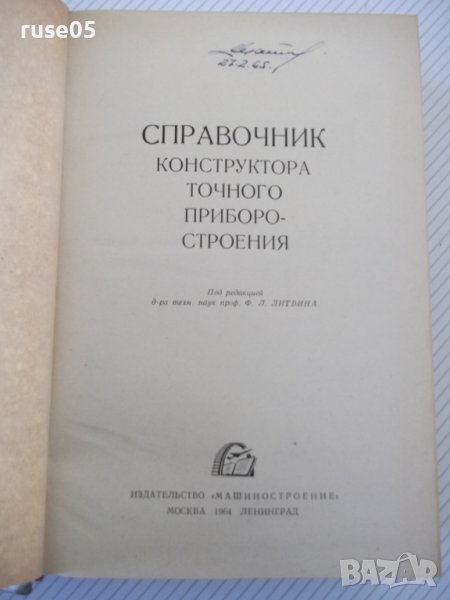 ruse05
27.2.65.
СПРАВОЧНИК
КОНСТРУКТОРА
ТОЧНОГО
ПРИБОРО-
СТРОЕНИЯ
Под редакцией
д-ра техн. наук проф. Ф. Л. ЛИТВИНА
ИЗДАТЕЛЬСТВО «МАШИНОСТРОЕНИЕ»
МОСКВА 1964 ЛЕНИНГРАД
BAZAR